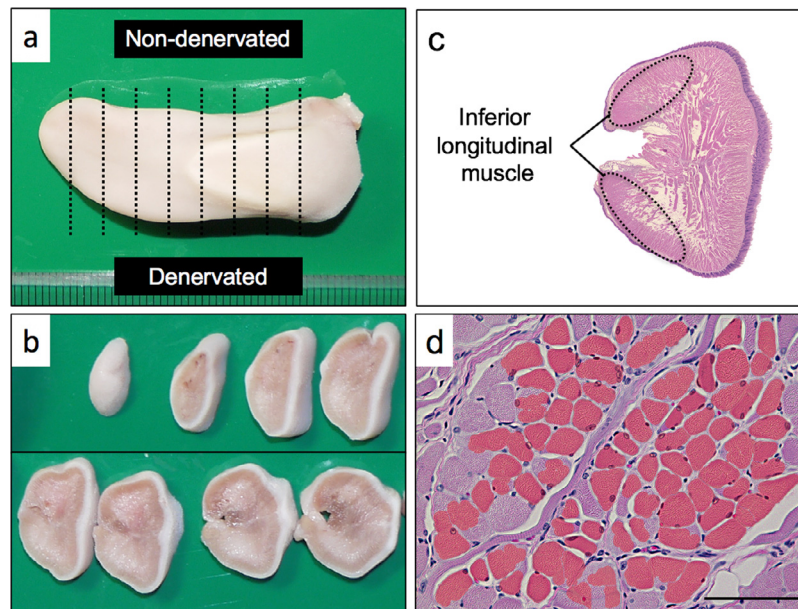 a
Non-denervated
Denervated
b
c
Inferior
longitudinal
muscle
d